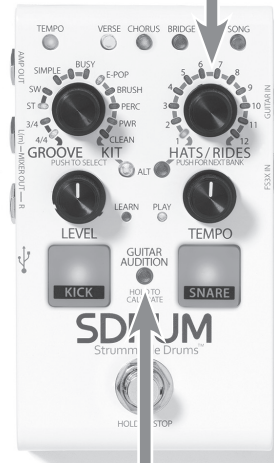 TEMPO VERSE CHORUS BRIDGE SONG
AMP OUT
L(m) — MIXER OUT — R
GUITAR IN
FS3X IN
BUSY
SIMPLE E-POP
SW BRUSH
ST PERC
3/4 PWR
4/4 CLEAN
6 7
5 8
4 9
3 10
2 11
1 12
GROOVE KIT HATS/RIDES
PUSH TO SELECT ALT PUSH FOR NEXT BANK
LEARN PLAY
LEVEL TEMPO
GUITAR
AUDITION
KICK SNARE
HOLD TO
SDRUM
Drums™
STOP